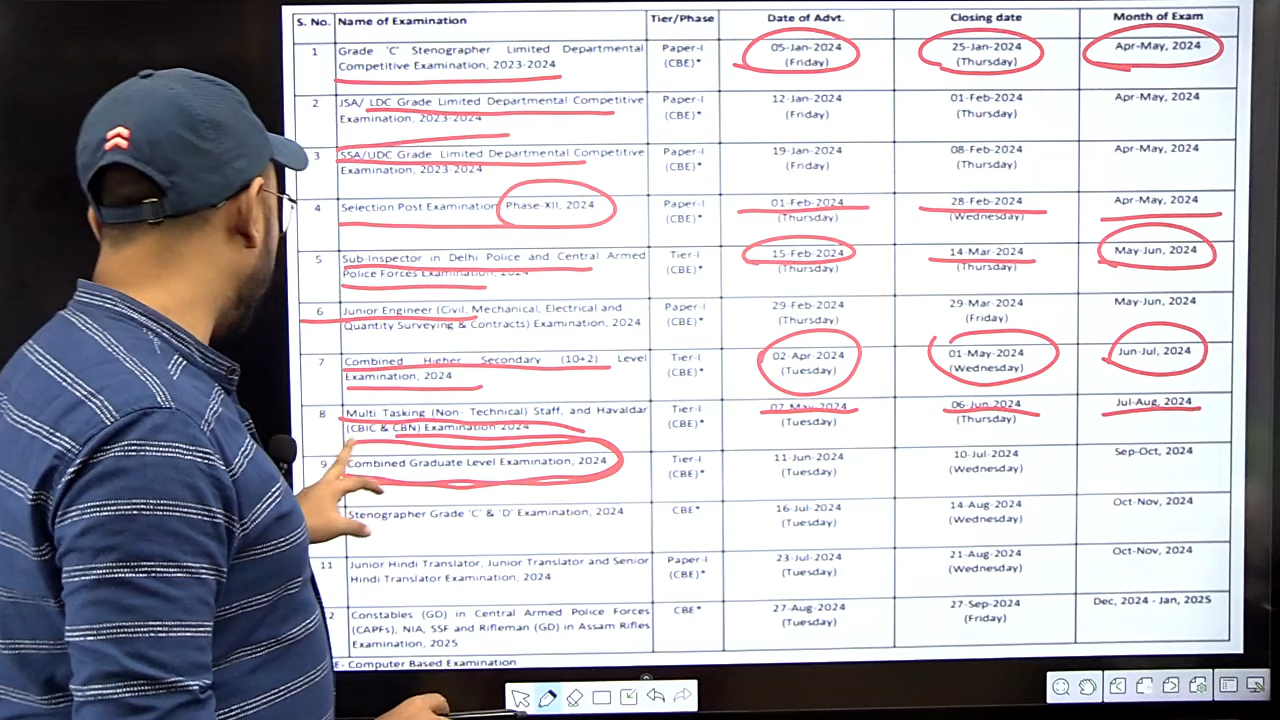 S. No. Name of Examination Tier/Phase Date of Advt. Closing date Month of Exam
1 Grade 'C' Stenographer Limited Departmental Paper-I 05-Jan-2024 25-Jan-2024 Apr-May, 2024
Competitive Examination, 2023-2024 (CBE)* (Friday) (Thursday)
2 JSA/ LDC Grade Limited Departmental Competitive Paper-I 12-Jan-2024 01-Feb-2024 Apr-May, 2024
Examination, 2023-2024 (CBE)* (Friday) (Thursday)
3 SSA/UDC Grade Limited Departmental Competitive Paper-I 19-Jan-2024 08-Feb-2024 Apr-May, 2024
Examination, 2023-2024 (CBE)* (Friday) (Thursday)
4 Selection Post Examination Phase-XII, 2024 Paper-I 01-Feb-2024 28-Feb-2024 Apr-May, 2024
(CBE)* (Thursday) (Wednesday)
5 Sub-Inspector in Delhi Police and Central Armed Tier-I 15-Feb-2024 14-Mar-2024 May-Jun, 2024
Police Forces Examination, 2024 (CBE)* (Thursday) (Thursday)
6 Junior Engineer (Civil, Mechanical, Electrical and Paper-I 29-Feb-2024 29-Mar-2024 May-Jun, 2024
Quantity Surveying & Contracts) Examination, 2024 (CBE)* (Thursday) (Friday)
7 Combined Higher Secondary (10+2) Level Tier-I 02-Apr-2024 01-May-2024 Jun-Jul, 2024
Examination, 2024 (CBE)* (Tuesday) (Wednesday)
8 Multi Tasking (Non- Technical) Staff, and Havaldar Tier-I 07-May-2024 06-Jun-2024 Jul-Aug, 2024
(CBIC & CBN) Examination-2024 (CBE)* (Tuesday) (Thursday)
9 Combined Graduate Level Examination, 2024 Tier-I 11-Jun-2024 10-Jul-2024 Sep-Oct, 2024
(CBE)* (Tuesday) (Wednesday)
Stenographer Grade 'C' & 'D' Examination, 2024 CBE* 16-Jul-2024 14-Aug-2024 Oct-Nov, 2024
(Tuesday) (Wednesday)
11 Junior Hindi Translator, Junior Translator and Senior Paper-I 23-Jul-2024 21-Aug-2024 Oct-Nov, 2024
Hindi Translator Examination, 2024 (CBE)* (Tuesday) (Wednesday)
2 Constables (GD) in Central Armed Police Forces CBE* 27-Aug-2024 27-Sep-2024 Dec, 2024 - Jan, 2025
(CAPFs), NIA, SSF and Rifleman (GD) in Assam Rifles (Tuesday) (Friday)
Examination, 2025
E- Computer Based Examination